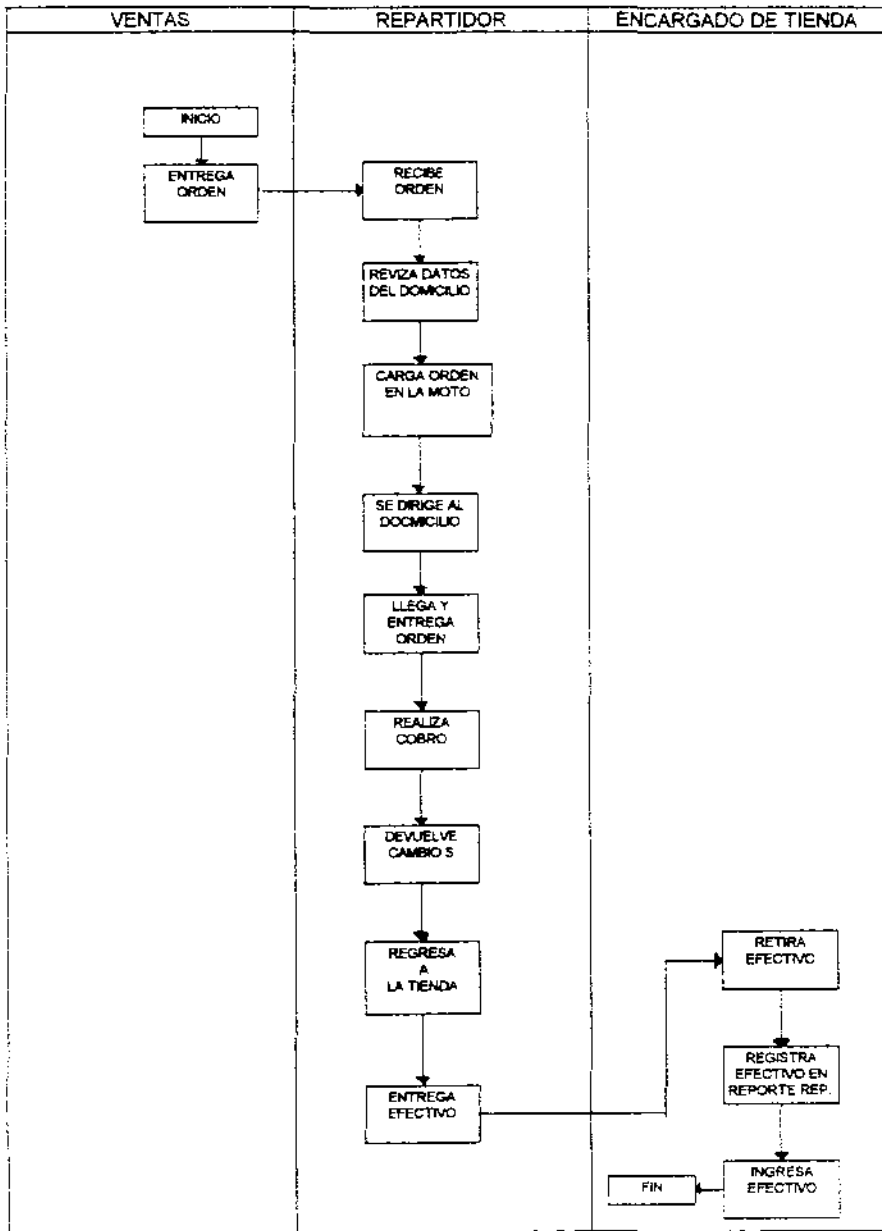 VENTAS
REPARTIDOR
ENCARGADO DE TIENDA
INICIO
ENTREGA
ORDEN
RECIBE
ORDEN
REVIZA DATOS
DEL DOMICILIO
CARGA ORDEN
EN LA MOTO
SE DIRIGE AL
DOCMICILIO
LLEGA Y
ENTREGA
ORDEN
REALIZA
COBRO
DEVUELVE
CAMBIO S
REGRESA
A
LA TIENDA
ENTREGA
EFECTIVO
RETIRA
EFECTIVO
REGISTRA
EFECTIVO EN
REPORTE REP.
INGRESA
EFECTIVO
FIN